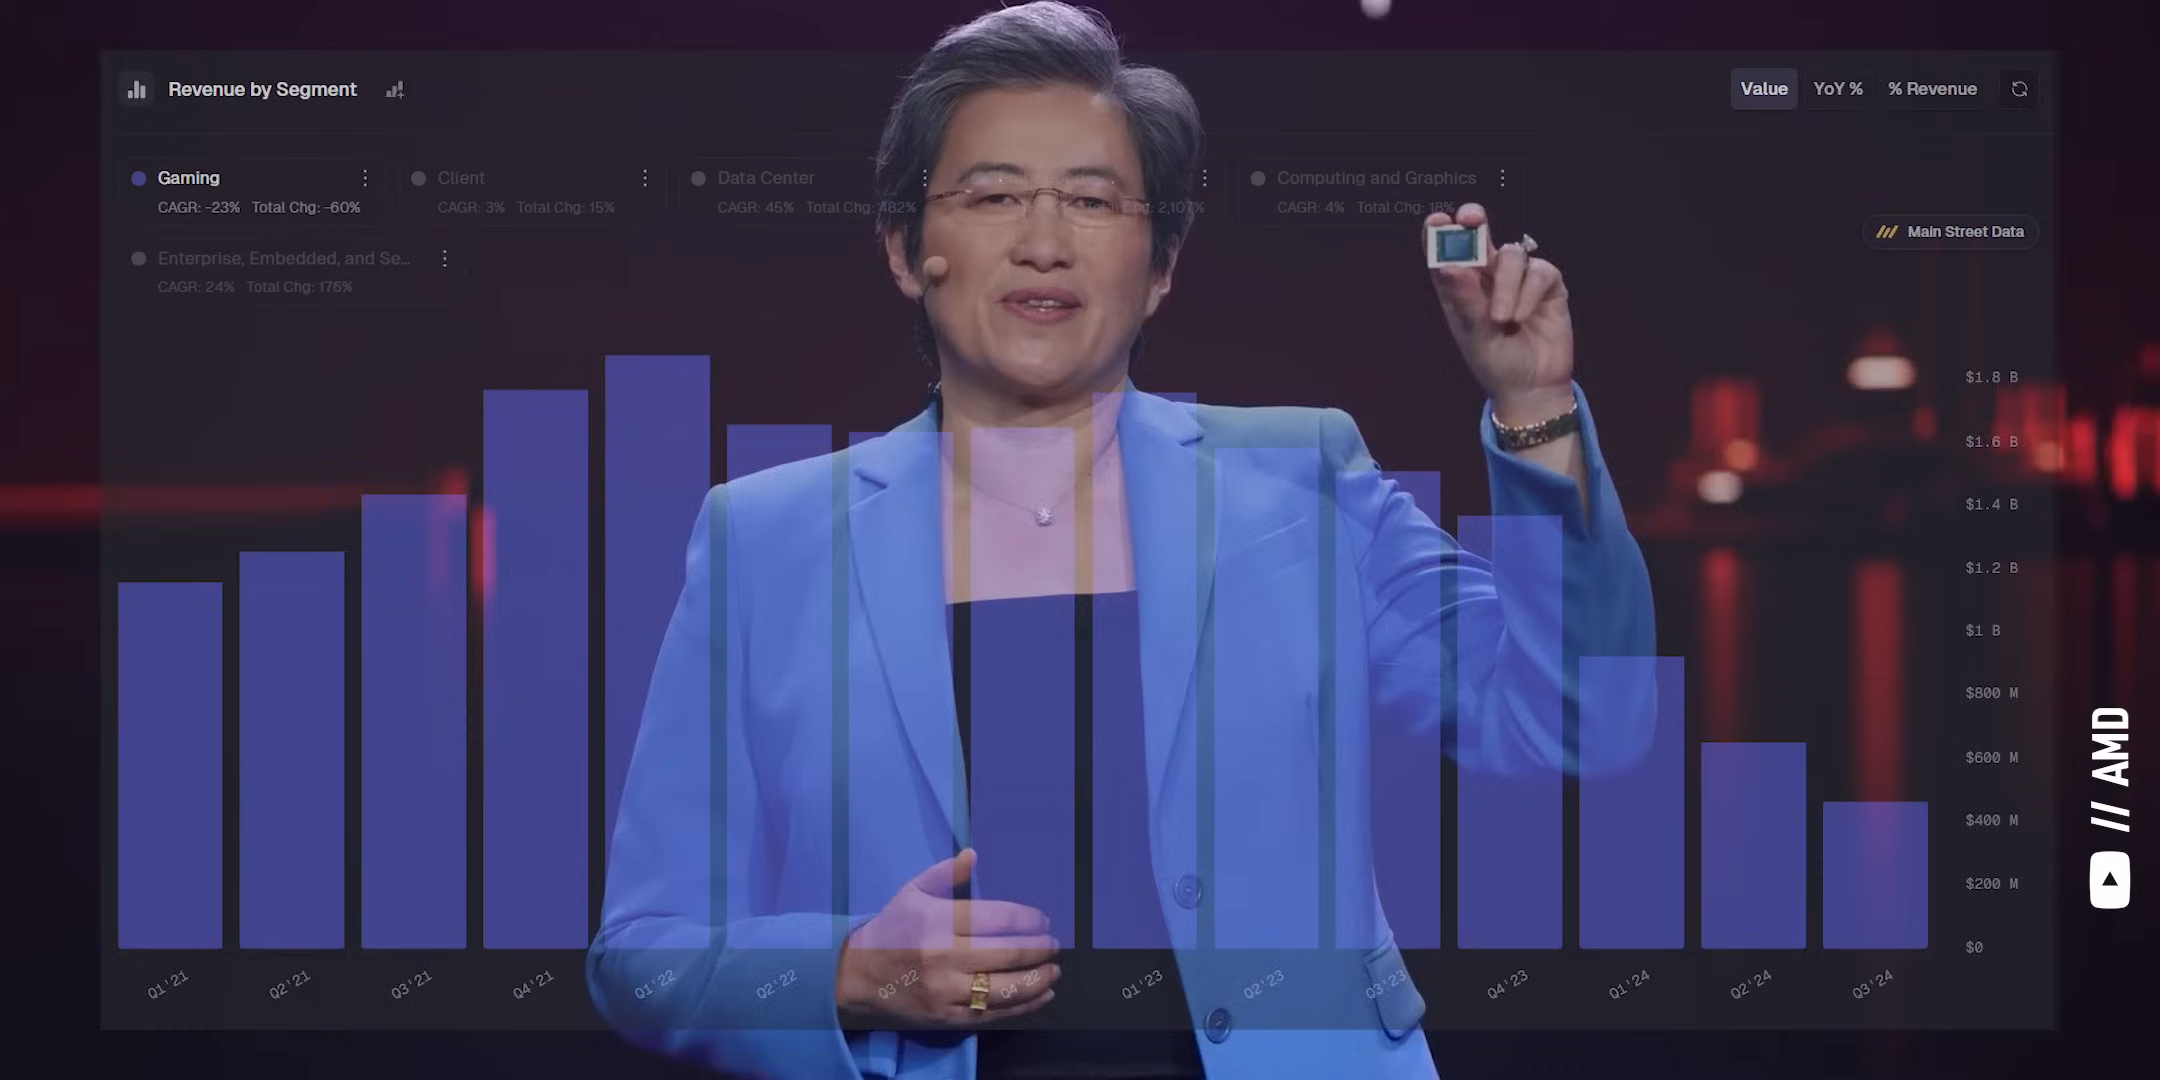 Revenue by Segment
Value YoY % % Revenue
Gaming
CAGR: -23% Total Chg: -60%
Client
CAGR: 3% Total Chg: 15%
Data Center
CAGR: 45% Total Chg: 482%
2,107%
Computing and Graphics
CAGR: 4% Total Chg: 18%
Enterprise, Embedded, and Se...
CAGR: 24% Total Chg: 176%
Main Street Data
$1.8 B
$1.6 B
$1.4 B
$1.2 B
$1 B
$800 M
$600 M
$400 M
$200 M
$0
Q1'21 Q2'21 Q3'21 Q4'21 Q1'22 Q2'22 Q3'22 Q4'22 Q1'23 Q2'23 Q3'23 Q4'23 Q1'24 Q2'24 Q3'24
// AMD